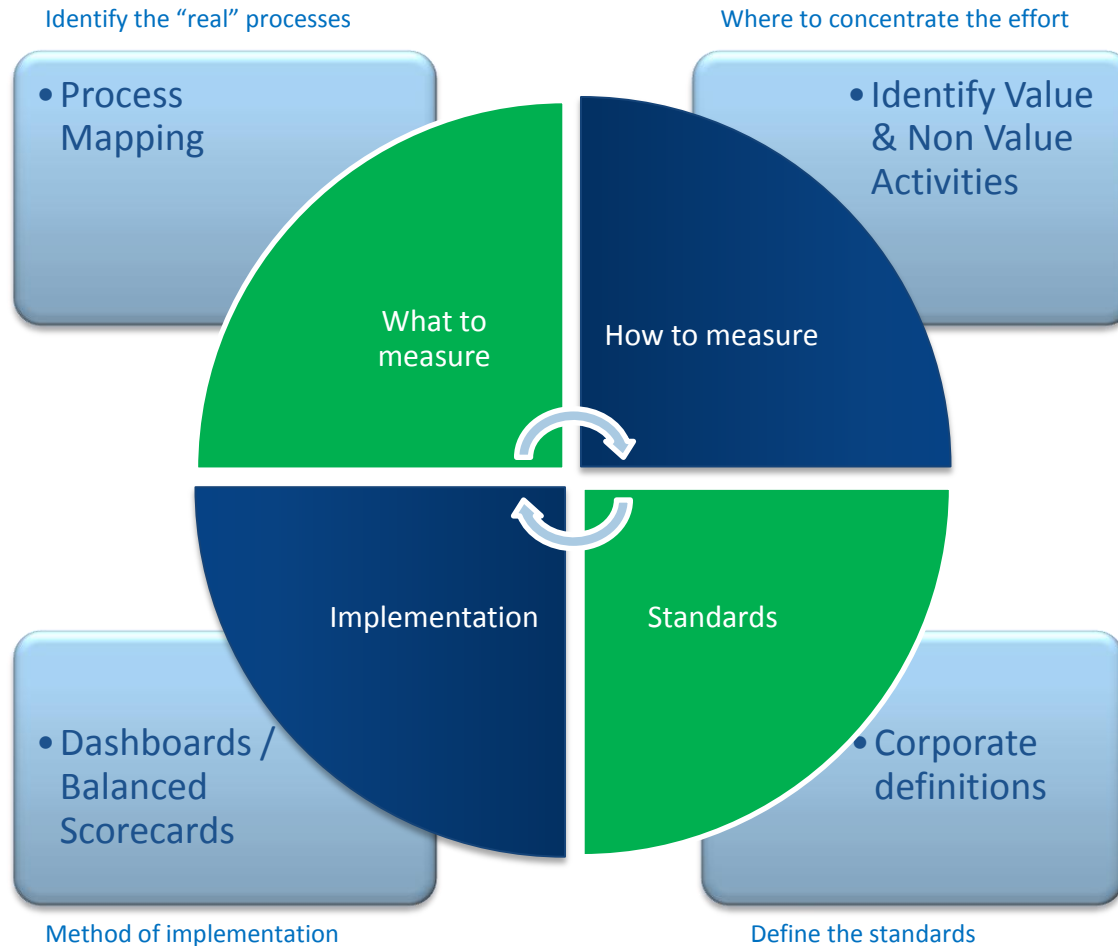 Identify the “real” processes
Where to concentrate the effort
• Process
Mapping
• Identify Value
& Non Value
Activities
What to
measure
How to measure
Implementation
Standards
• Dashboards /
Balanced
Scorecards
• Corporate
definitions
Method of implementation
Define the standards